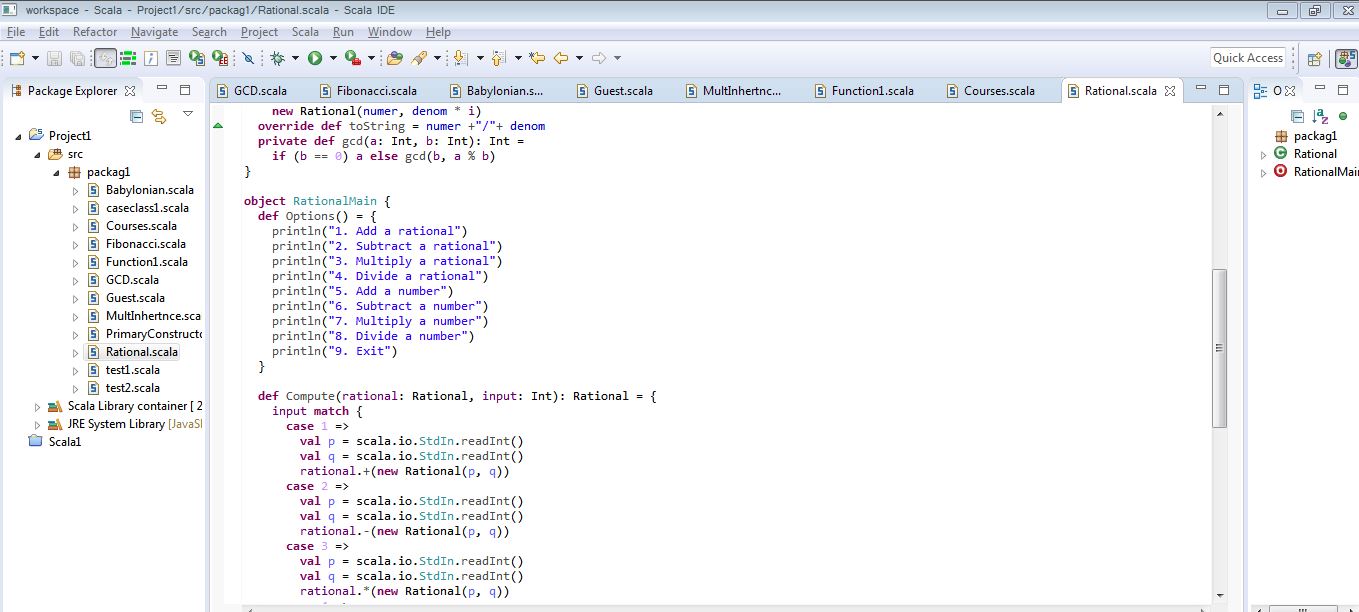 workspace - Scala - Project1/src/packag1/Rational.scala - Scala IDE
File Edit Refactor Navigate Search Project Scala Run Window Help
Quick Access
Package Explorer
GCD.scala Fibonacci.scala Babylonian.s... Guest.scala MultInhertnc... Function1.scala Courses.scala Rational.scala
O
Project1
src
packag1
Babylonian.scala
caseclass1.scala
Courses.scala
Fibonacci.scala
Function1.scala
GCD.scala
Guest.scala
MultInhertnce.sca
PrimaryConstructo
Rational.scala
test1.scala
test2.scala
Scala Library container [ 2
JRE System Library [JavaSE
Scala1
new Rational(numer, denom * i)
override def toString = numer +"/"+ denom
private def gcd(a: Int, b: Int): Int =
if (b == 0) a else gcd(b, a % b)
}
object RationalMain {
def Options() = {
println("1. Add a rational")
println("2. Subtract a rational")
println("3. Multiply a rational")
println("4. Divide a rational")
println("5. Add a number")
println("6. Subtract a number")
println("7. Multiply a number")
println("8. Divide a number")
println("9. Exit")
}
def Compute(rational: Rational, input: Int): Rational = {
input match {
case 1 =>
val p = scala.io.StdIn.readInt()
val q = scala.io.StdIn.readInt()
rational.+(new Rational(p, q))
case 2 =>
val p = scala.io.StdIn.readInt()
val q = scala.io.StdIn.readInt()
rational.-(new Rational(p, q))
case 3 =>
val p = scala.io.StdIn.readInt()
val q = scala.io.StdIn.readInt()
rational.*(new Rational(p, q))
packag1
Rational
RationalMain